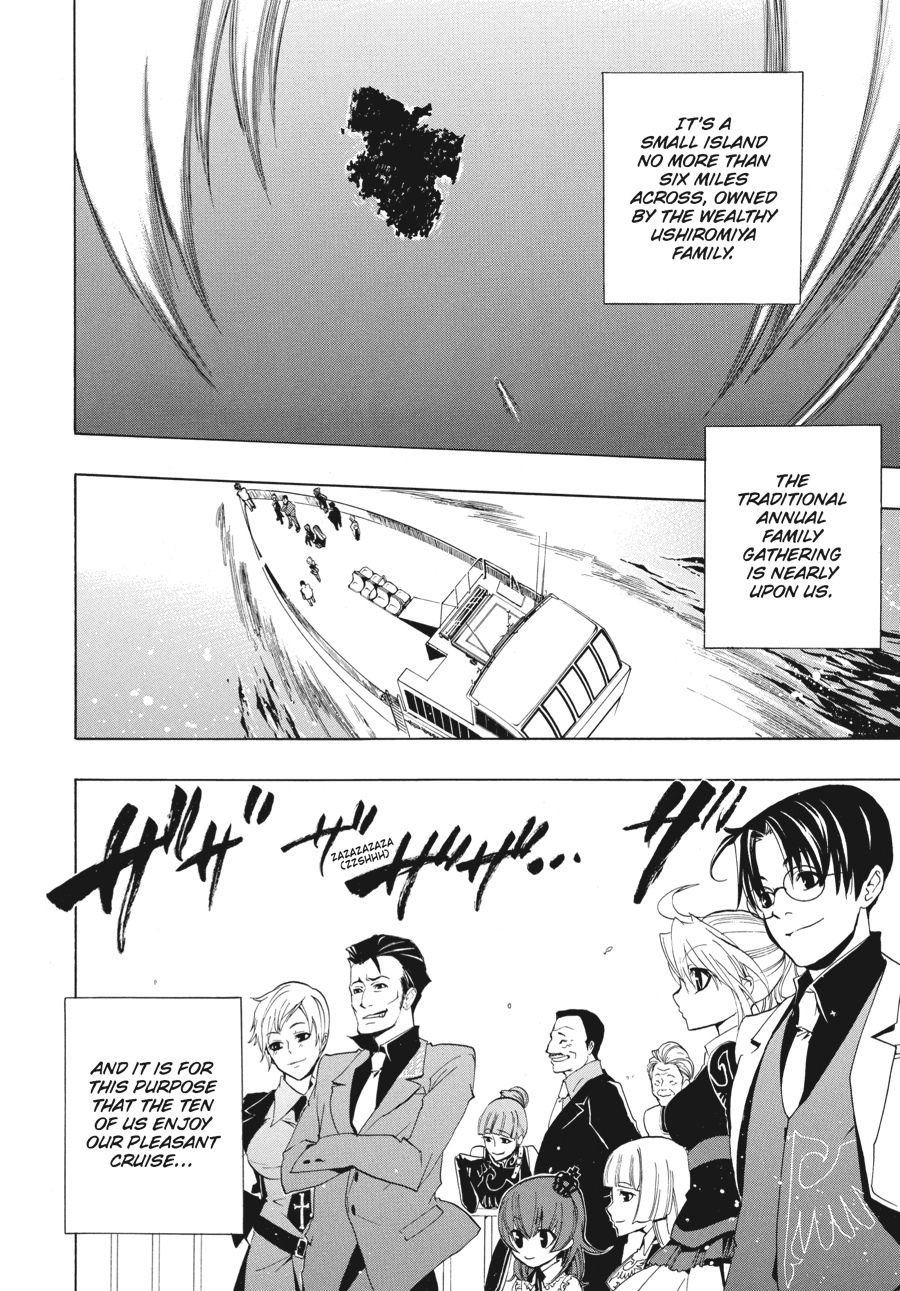 IT'S A
SMALL ISLAND
NO MORE THAN
SIX MILES
ACROSS, OWNED
BY THE WEALTHY
USHIROMIYA
FAMILY.
THE
TRADITIONAL
ANNUAL
FAMILY
GATHERING
IS NEARLY
UPON US.
ザザ
ザザザ...
ザザ
ZAZAZAZAZA
(ZZSHHH)
AND IT IS FOR
THIS PURPOSE
THAT THE TEN
OF US ENJOY
OUR PLEASANT
CRUISE...